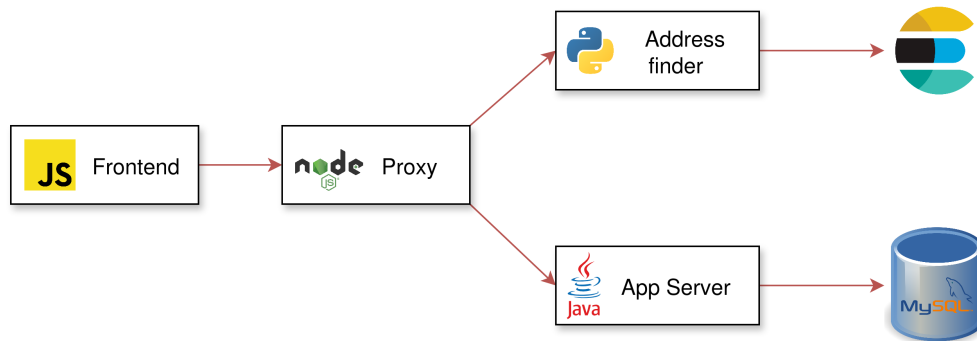 JS
Frontend
node
JS
Proxy
Address
finder
Java
App Server
MySQL